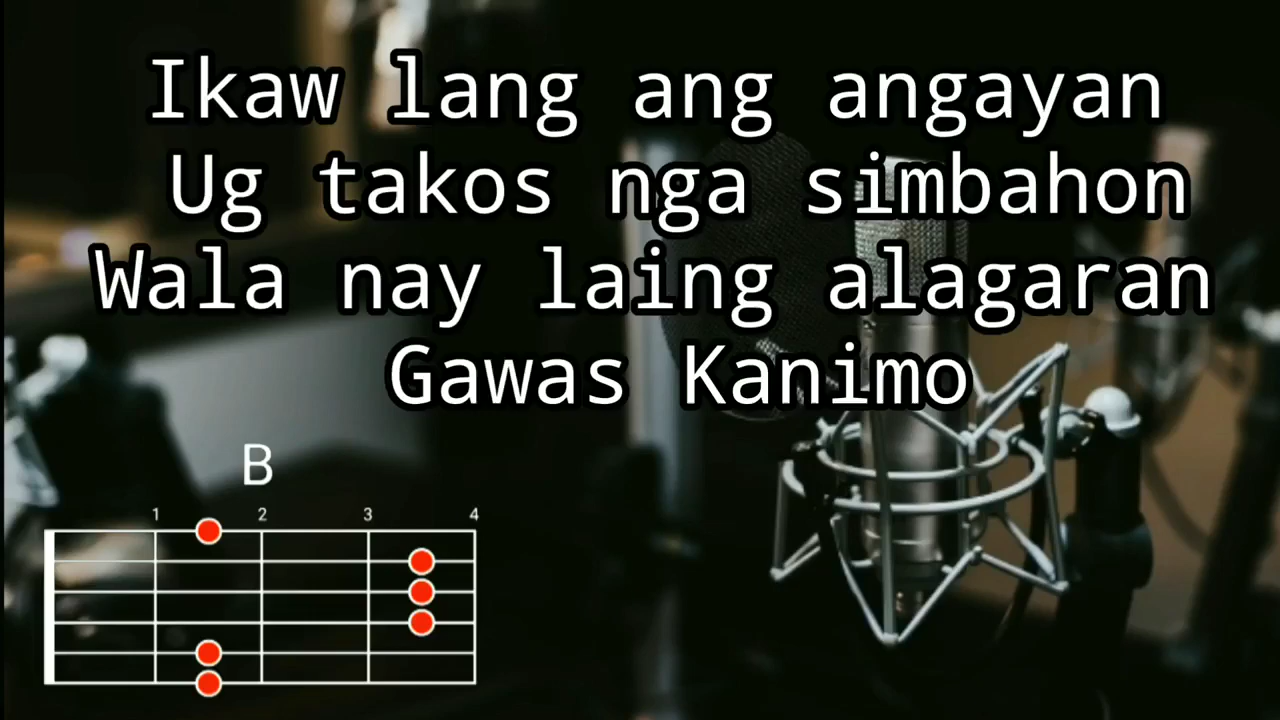 Ikaw lang ang angayan
Ug takos nga simbahon
Wala nay laing alagaran
Gawas Kanimo
B
1 2 3 4